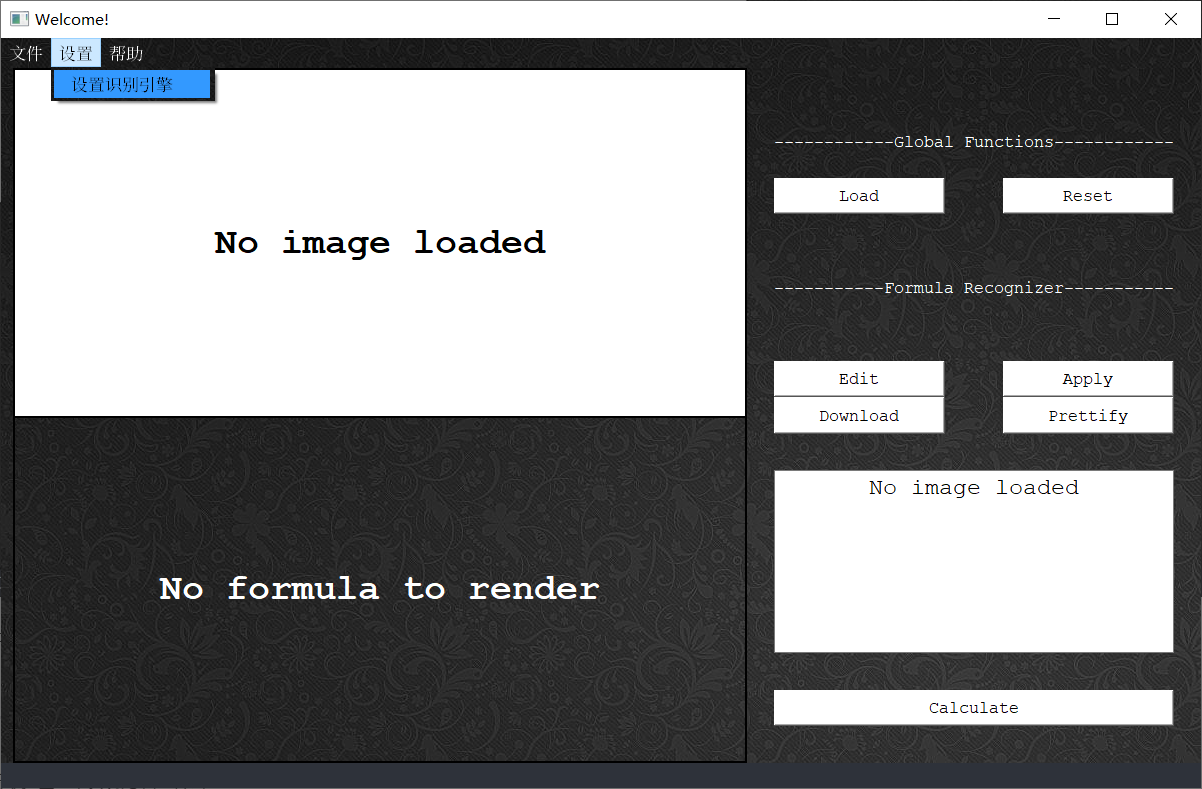 Welcome!
文件 设置 帮助
设置识别引擎
------------Global Functions------------
Load Reset
No image loaded
-----------Formula Recognizer-----------
Edit Apply
Download Prettify
No image loaded
No formula to render
Calculate